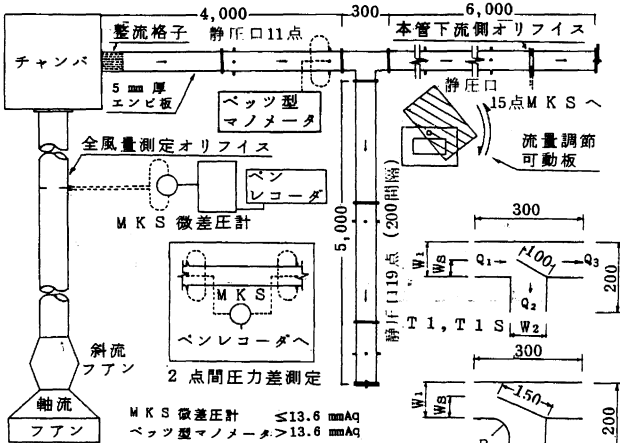 4,000
300
6,000
整流格子
静圧口11点
本管下流側オリフイス
チャンバ
5mm厚
エンビ板
ベッツ型
マノメータ
静圧口
15点MKSへ
流量調節
可動板
全風量測定オリフイス
ペン
レコーダ
MKS微差圧計
5,000
静圧口19点(200間隔)
300
W1
WS
Q1
100
Q3
Q2
200
T1,T1S
W2
MKS
ペンレコーダへ
2点間圧力差測定
斜流
フアン
軸流
フアン
300
W1
WS
150
200
R
MKS微差圧計 ≤13.6mmAq
ベッツ型マノメータ>13.6mmAq